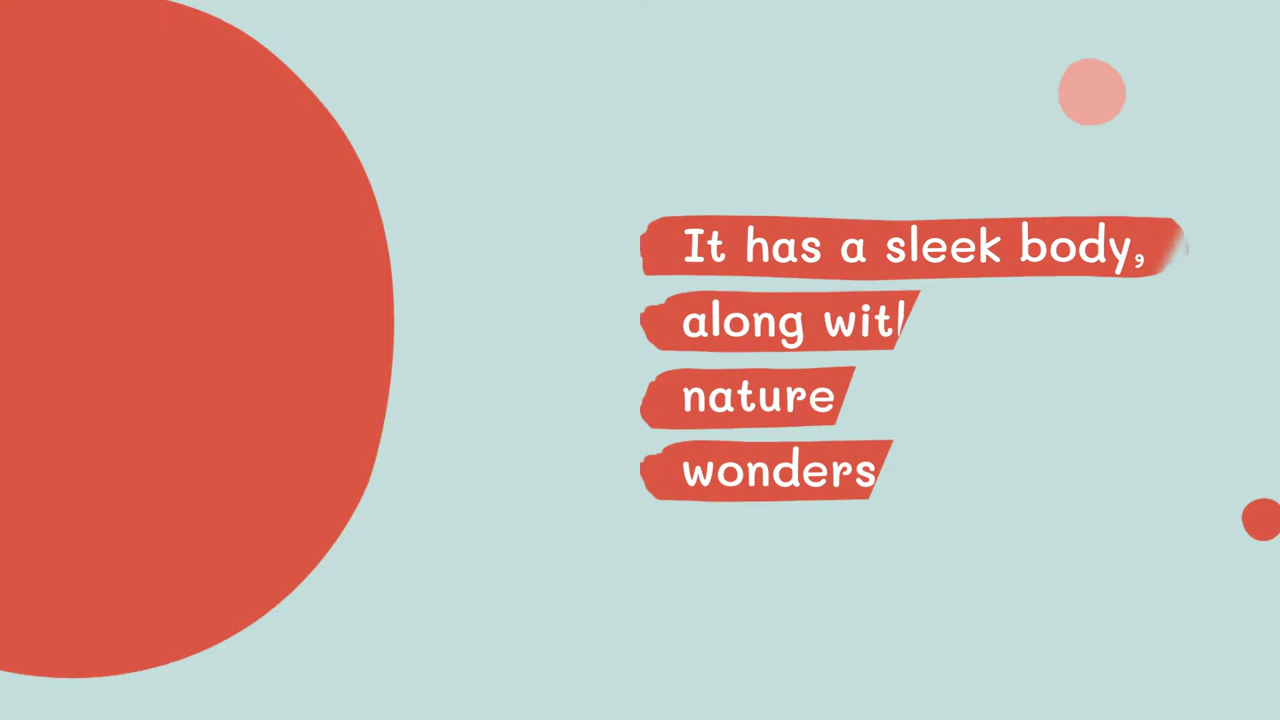 It has a sleek body,
along
nature
wonders